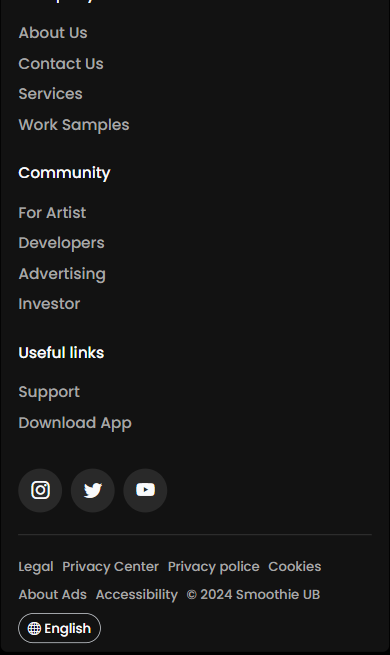 About Us
Contact Us
Services
Work Samples
Community
For Artist
Developers
Advertising
Investor
Useful links
Support
Download App
Legal Privacy Center Privacy police Cookies
About Ads Accessibility © 2024 Smoothie UB
English